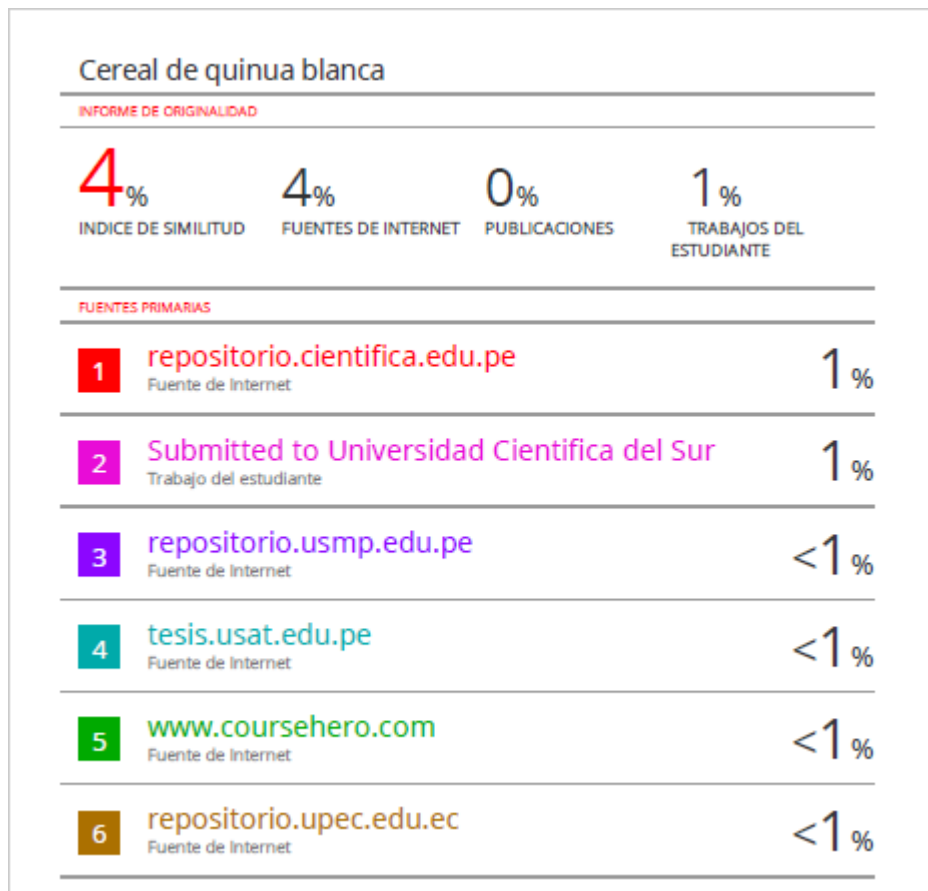 Cereal de quinua blanca
INFORME DE ORIGINALIDAD
4% 4% 0% 1%
INDICE DE SIMILITUD FUENTES DE INTERNET PUBLICACIONES TRABAJOS DEL
ESTUDIANTE
FUENTES PRIMARIAS
1 repositorio.cientifica.edu.pe 1%
Fuente de Internet
2 Submitted to Universidad Cientifica del Sur 1%
Trabajo del estudiante
3 repositorio.usmp.edu.pe <1%
Fuente de Internet
4 tesis.usat.edu.pe <1%
Fuente de Internet
5 www.coursehero.com <1%
Fuente de Internet
6 repositorio.upec.edu.ec <1%
Fuente de Internet